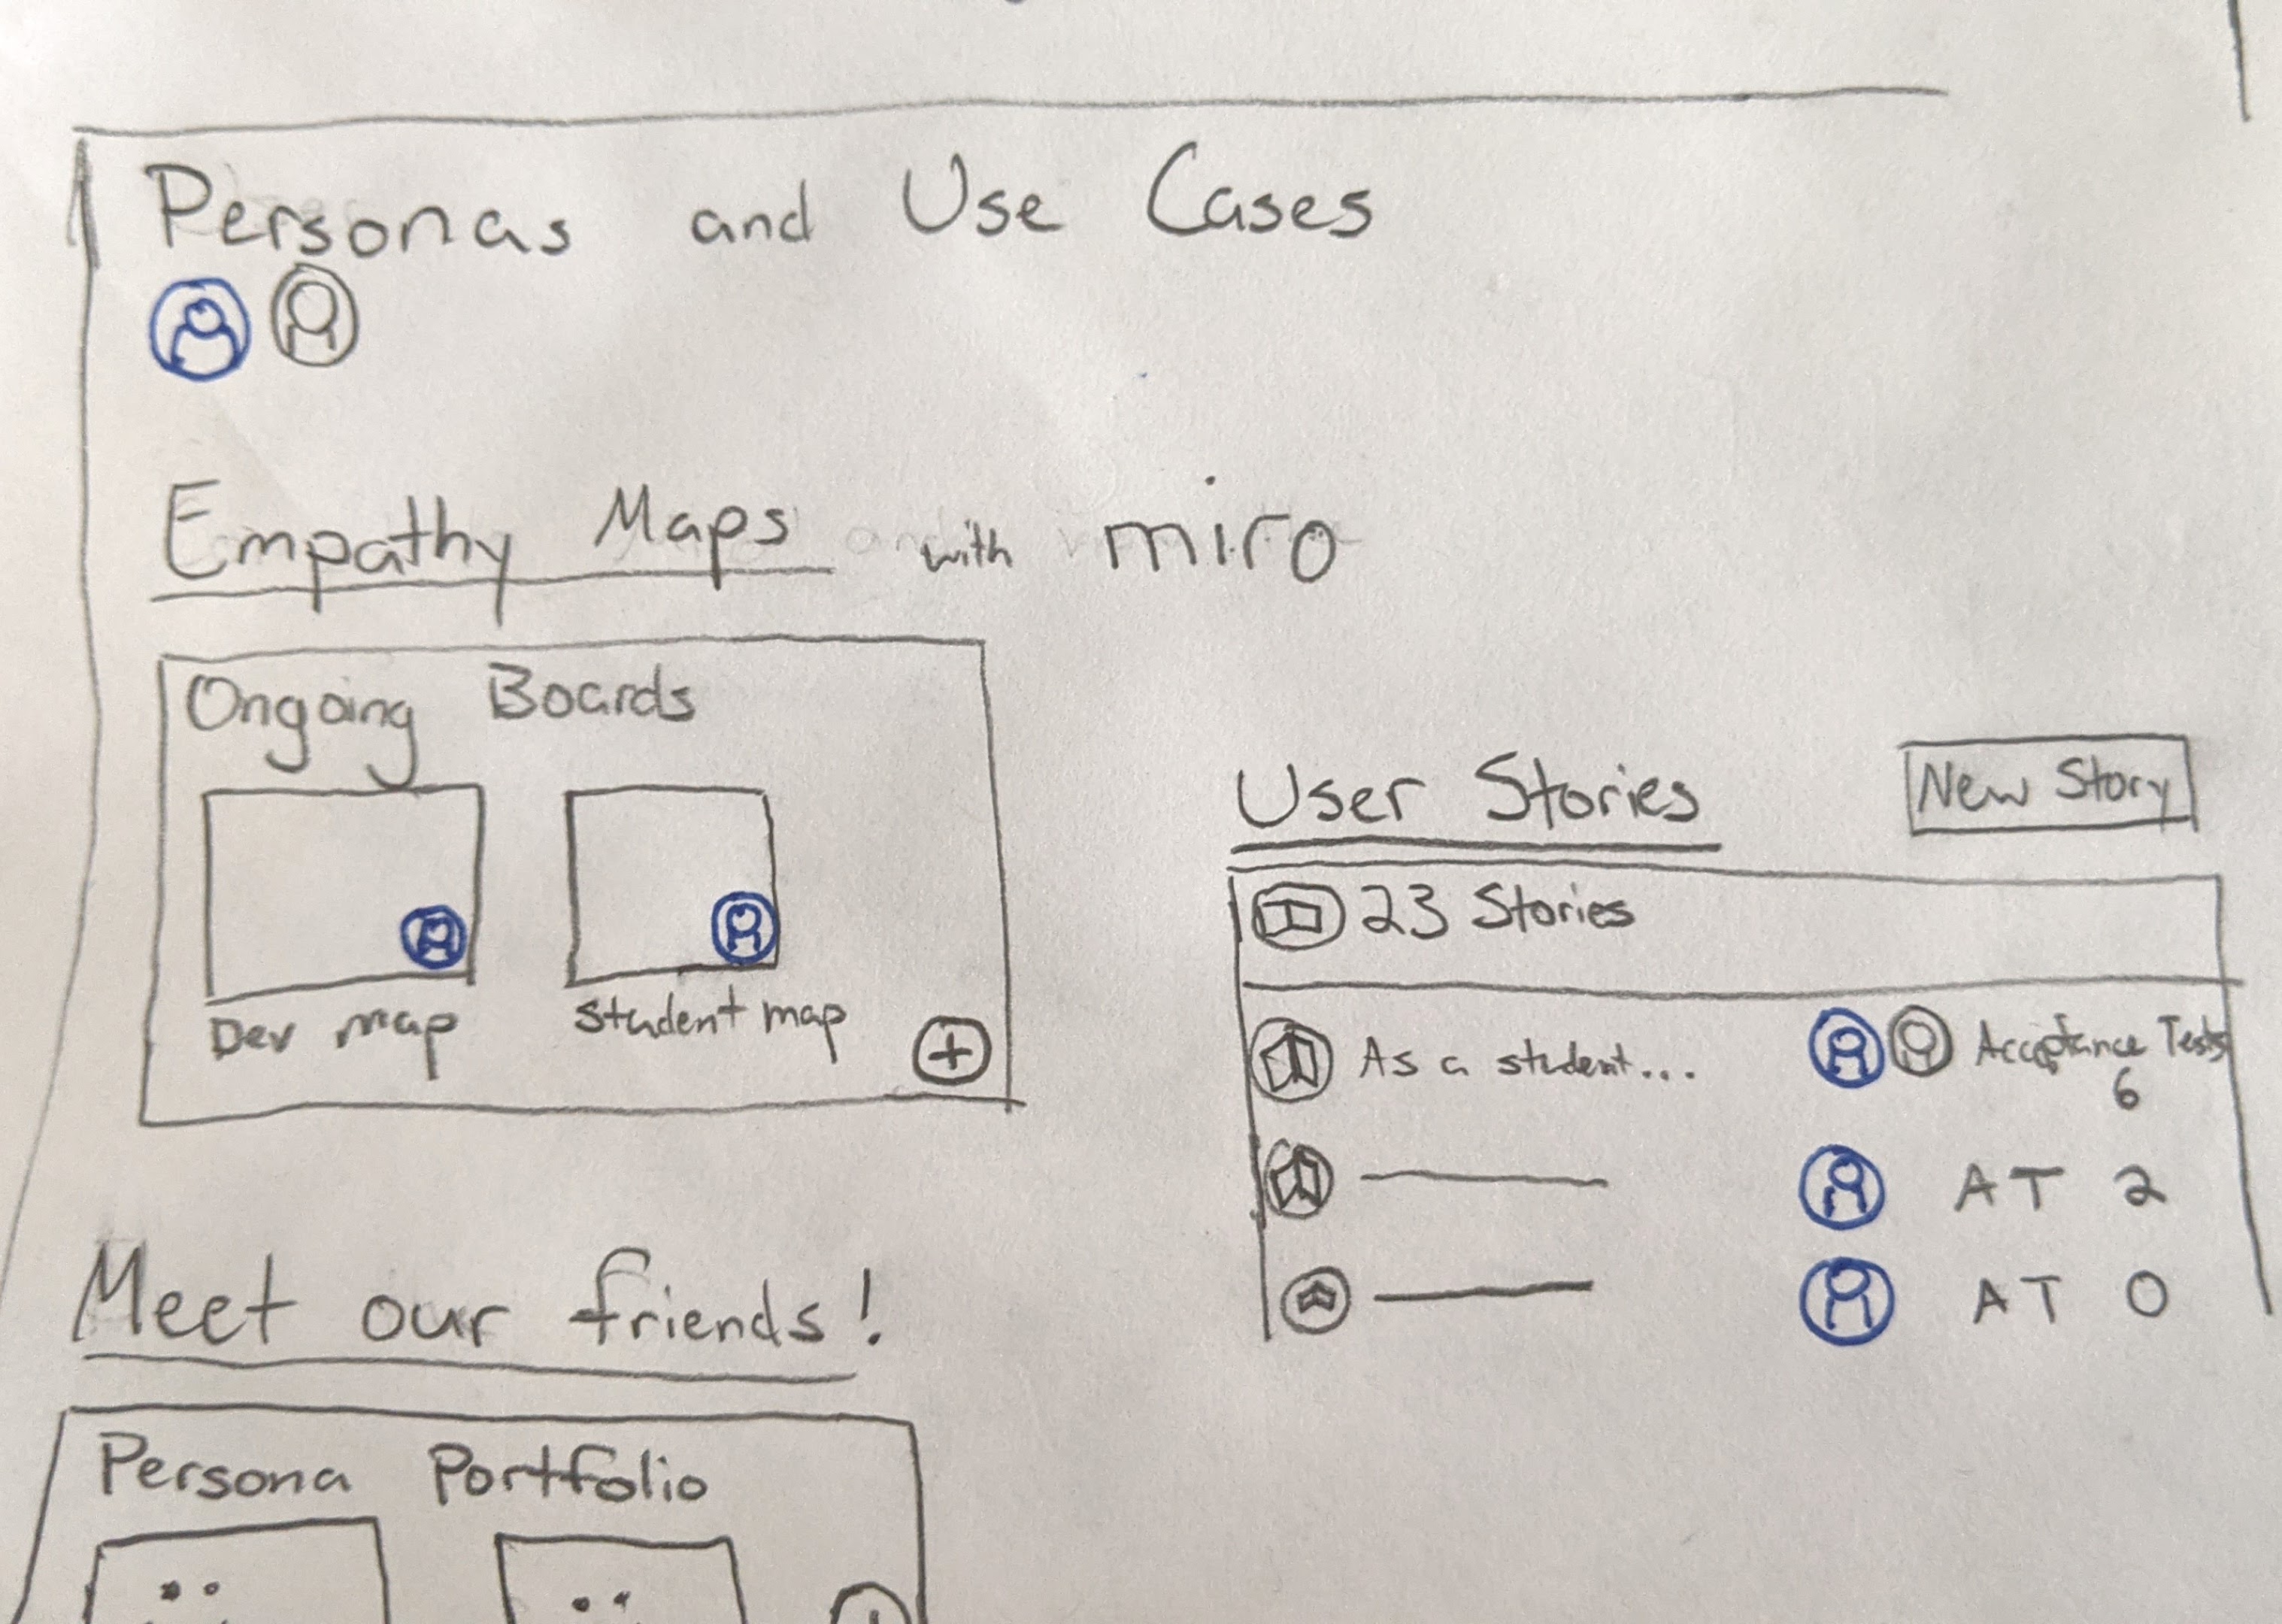 Personas and Use Cases
Empathy Maps with miro
Ongoing Boards
Dev map
Student map
User Stories
New Story
23 Stories
As a student... Acceptance Tests
6
AT 2
AT 0
Meet our friends!
Persona Portfolio